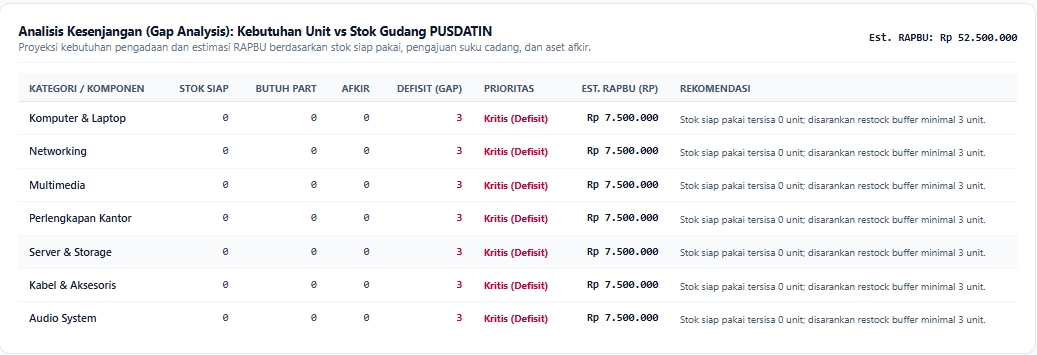 Analisis Kesenjangan (Gap Analysis): Kebutuhan Unit vs Stok Gudang PUSDATIN
Proyeksi kebutuhan pengadaan dan estimasi RAPBU berdasarkan stok siap pakai, pengajuan suku cadang, dan aset afkir.
Est. RAPBU: Rp 52.500.000
KATEGORI / KOMPONEN STOK SIAP BUTUH PART AFKIR DEFISIT (GAP) PRIORITAS EST. RAPBU (RP) REKOMENDASI
Komputer & Laptop 0 0 0 3 Kritis (Defisit) Rp 7.500.000 Stok siap pakai tersisa 0 unit; disarankan restock buffer minimal 3 unit.
Networking 0 0 0 3 Kritis (Defisit) Rp 7.500.000 Stok siap pakai tersisa 0 unit; disarankan restock buffer minimal 3 unit.
Multimedia 0 0 0 3 Kritis (Defisit) Rp 7.500.000 Stok siap pakai tersisa 0 unit; disarankan restock buffer minimal 3 unit.
Perlengkapan Kantor 0 0 0 3 Kritis (Defisit) Rp 7.500.000 Stok siap pakai tersisa 0 unit; disarankan restock buffer minimal 3 unit.
Server & Storage 0 0 0 3 Kritis (Defisit) Rp 7.500.000 Stok siap pakai tersisa 0 unit; disarankan restock buffer minimal 3 unit.
Kabel & Aksesoris 0 0 0 3 Kritis (Defisit) Rp 7.500.000 Stok siap pakai tersisa 0 unit; disarankan restock buffer minimal 3 unit.
Audio System 0 0 0 3 Kritis (Defisit) Rp 7.500.000 Stok siap pakai tersisa 0 unit; disarankan restock buffer minimal 3 unit.